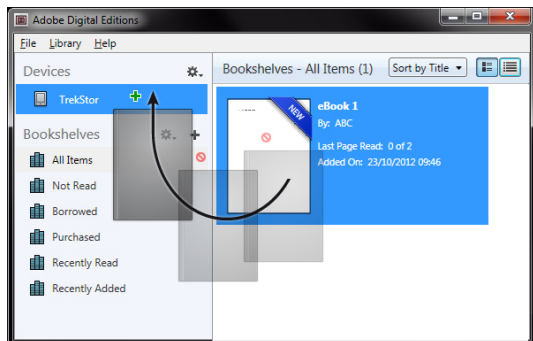 Adobe Digital Editions
File Library Help
Devices
TrekStor
Bookshelves
All Items
Not Read
Borrowed
Purchased
Recently Read
Recently Added
Bookshelves - All Items (1) Sort by Title
NEW
eBook 1
By: ABC
Last Page Read: 0 of 2
Added On: 23/10/2012 09:46